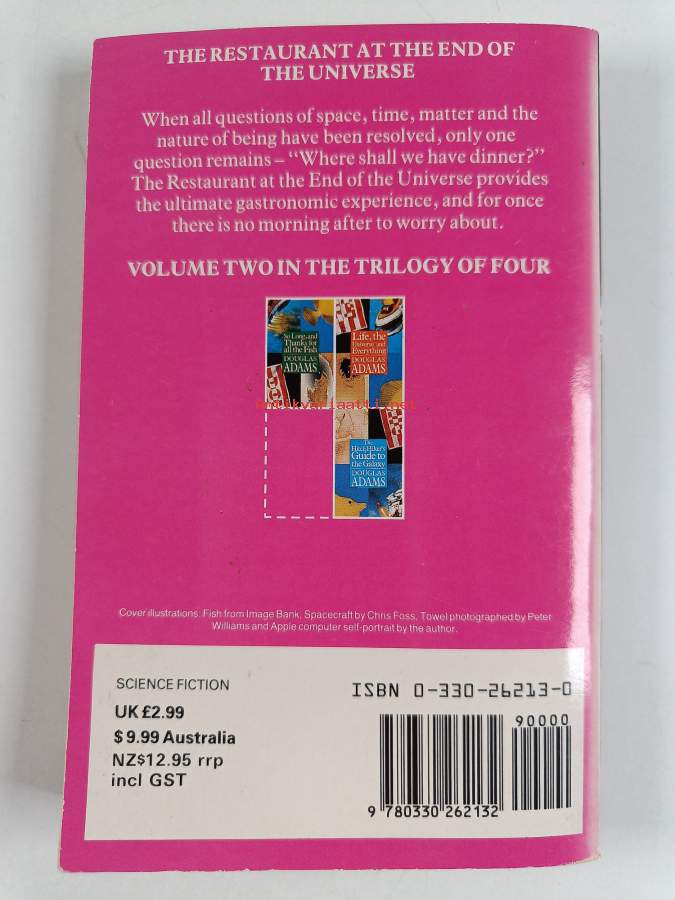 THE RESTAURANT AT THE END OF
THE UNIVERSE
When all questions of space, time, matter and the
nature of being have been resolved, only one
question remains – “Where shall we have dinner?”
The Restaurant at the End of the Universe provides
the ultimate gastronomic experience, and for once
there is no morning after to worry about.
VOLUME TWO IN THE TRILOGY OF FOUR
So Long, and
Thanks for
all the Fish
DOUGLAS
ADAMS
Life, the
Universe and
Everything
DOUGLAS
ADAMS
antikvariaatti.net
The
Hitch Hiker's
Guide to
the Galaxy
DOUGLAS
ADAMS
Cover illustrations: Fish from Image Bank, Spacecraft by Chris Foss, Towel photographed by Peter
Williams and Apple computer self-portrait by the author.
SCIENCE FICTION
UK £2.99
$ 9.99 Australia
NZ$12.95 rrp
incl GST
ISBN 0-330-26213-0
90000
9 780330 262132